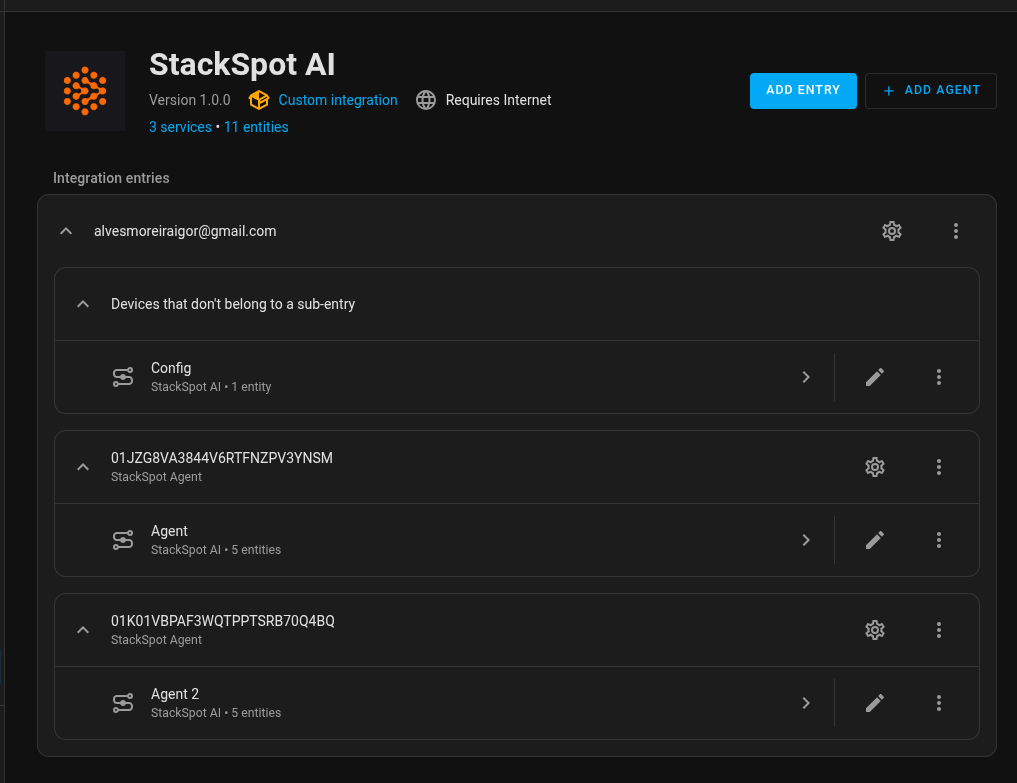 StackSpot AI
Version 1.0.0 Custom integration Requires Internet
3 services • 11 entities
ADD ENTRY
+ ADD AGENT
Integration entries
alvesmoreiraigor@gmail.com
Devices that don't belong to a sub-entry
Config
StackSpot AI • 1 entity
01JZG8VA3844V6RTFNZPV3YNSM
StackSpot Agent
Agent
StackSpot AI • 5 entities
01K01VBPAF3WQTPPTSRB70Q4BQ
StackSpot Agent
Agent 2
StackSpot AI • 5 entities